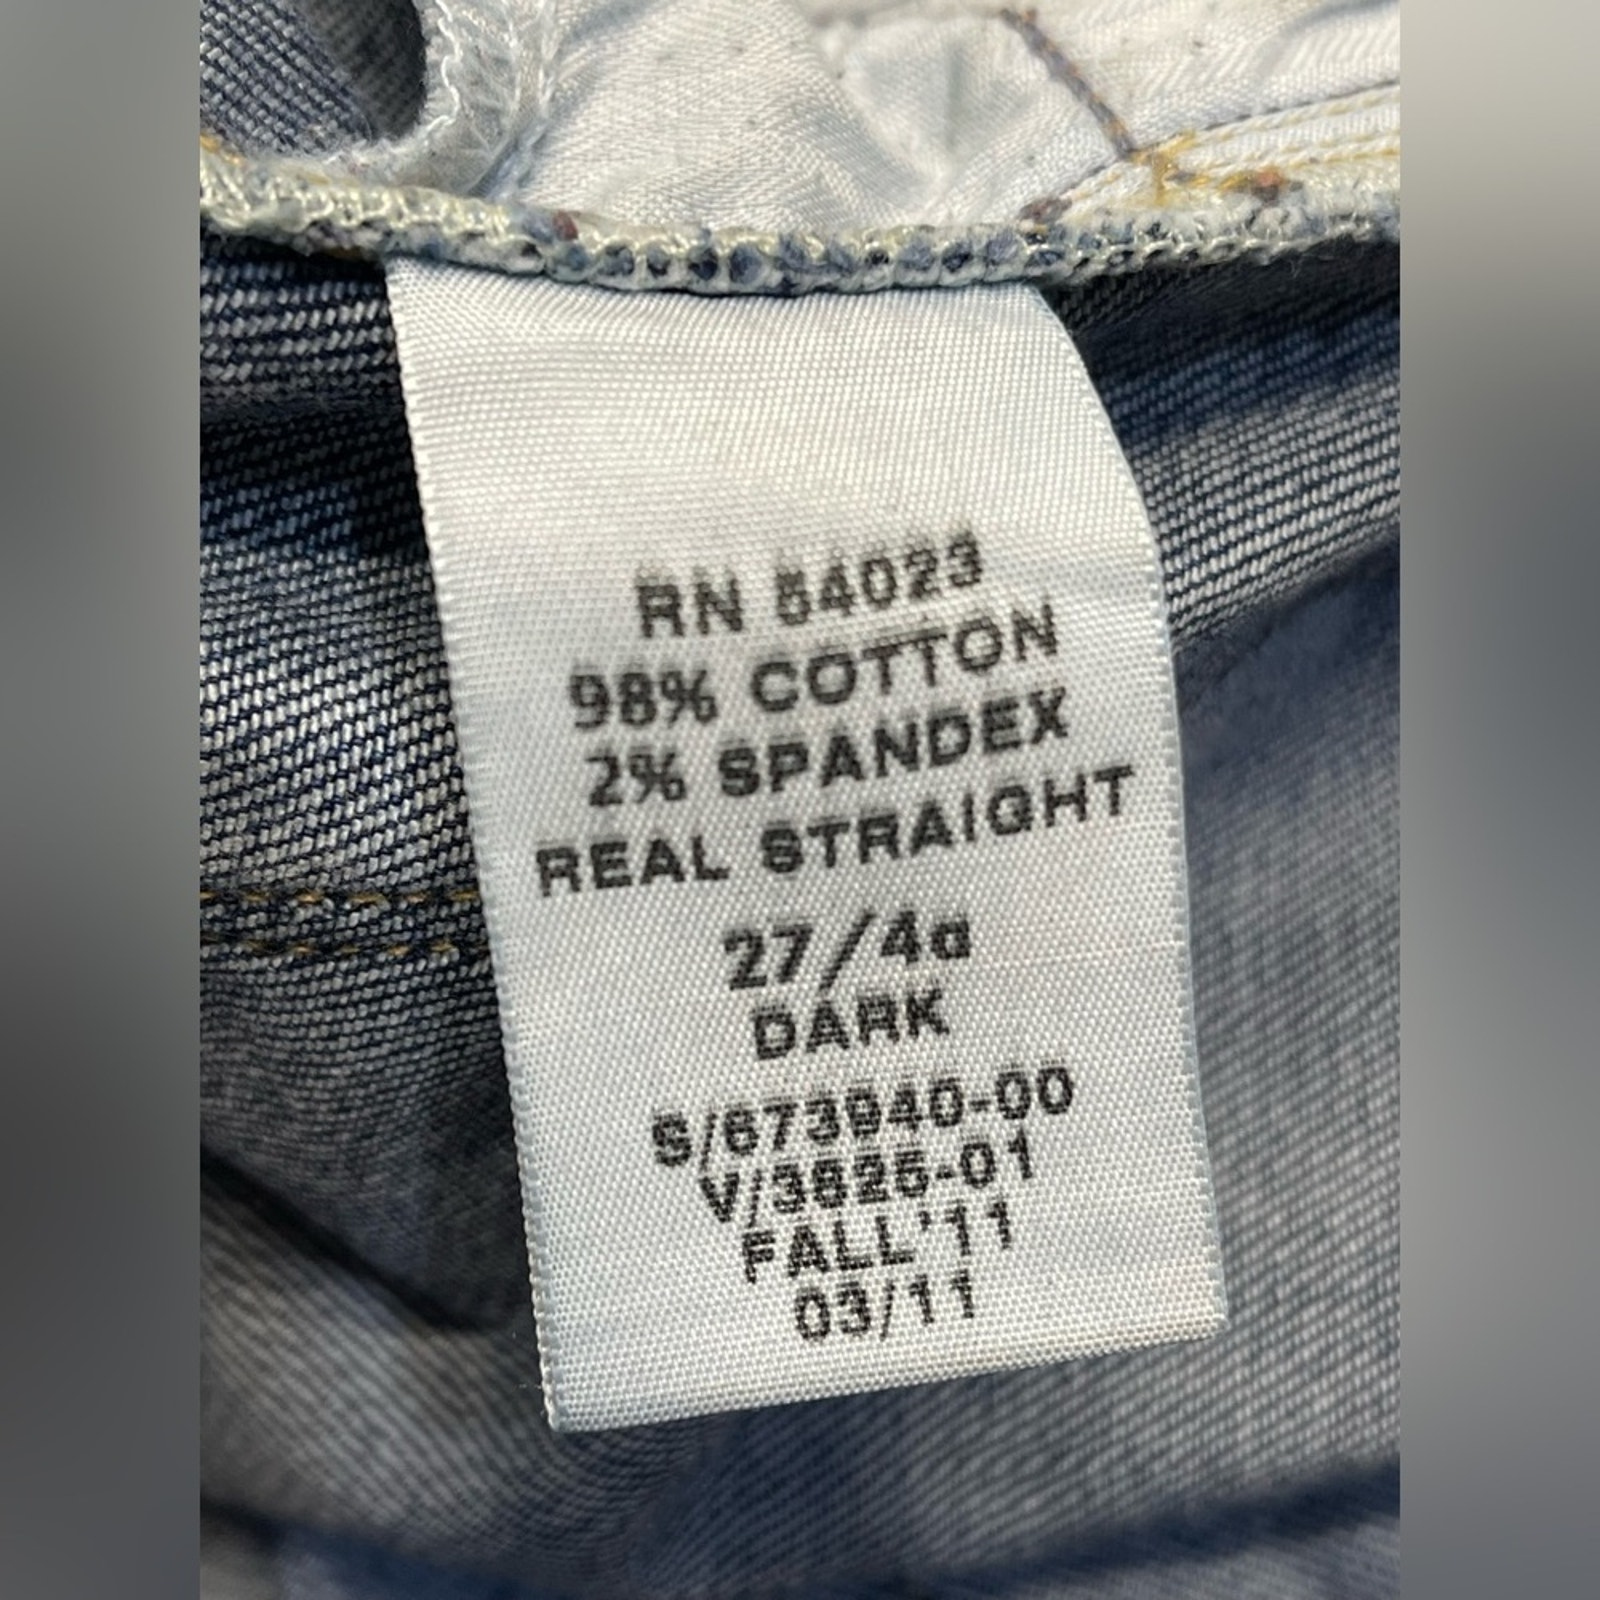 RN 54023
98% COTTON
2% SPANDEX
REAL STRAIGHT
27/4a
DARK
S/673940-00
V/3625-01
FALL'11
03/11